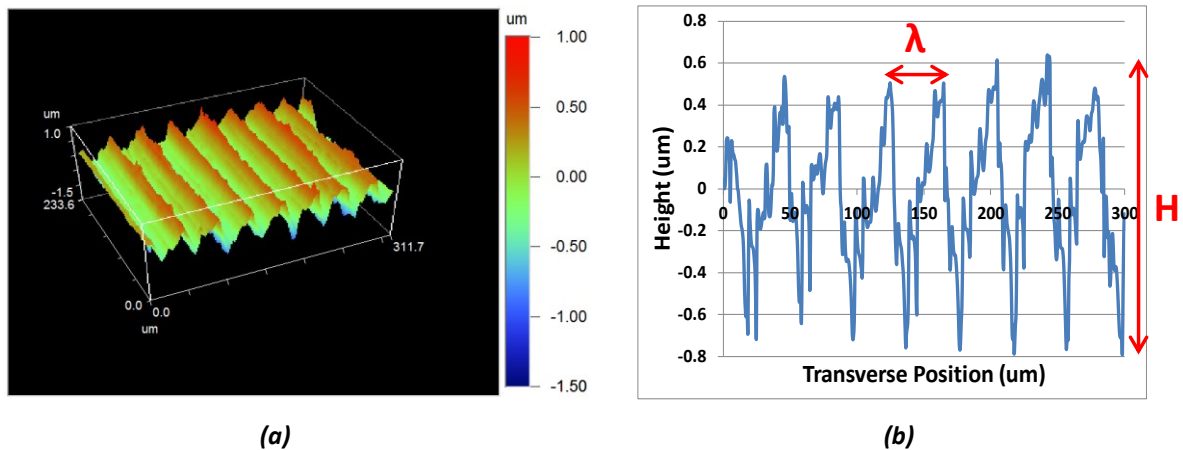 um
1.0
-1.5
233.6
0.0
0.0
um
311.7
um
1.00
0.50
0.00
-0.50
-1.00
-1.50
(a)
Height (um)
0.8
0.6
0.4
0.2
0
-0.2
-0.4
-0.6
-0.8
0 50 100 150 200 250 300
Transverse Position (um)
λ
H
(b)